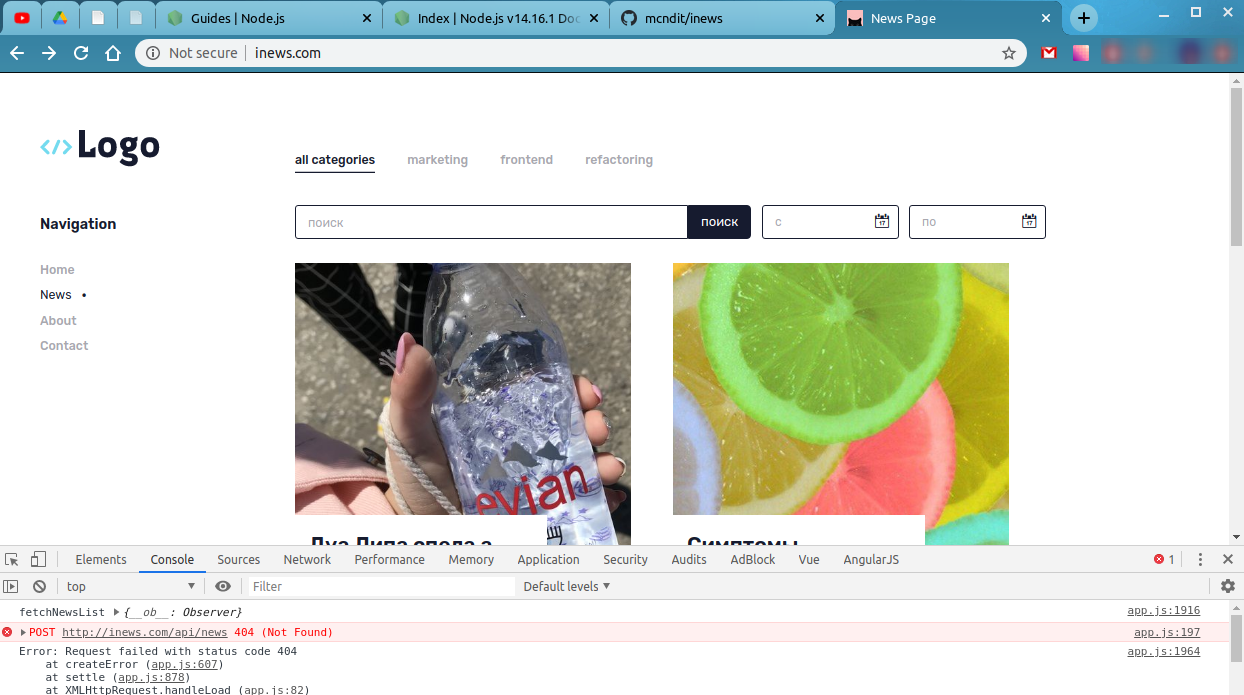 Guides | Node.js
Index | Node.js v14.16.1 Doc
mcndit/inews
News Page
Not secure
inews.com
</> Logo
all categories
marketing
frontend
refactoring
Navigation
поиск
поиск
с
17
по
17
Home
News •
About
Contact
evian
Дуа Липа спела а
Симптомы
Elements
Console
Sources
Network
Performance
Memory
Application
Security
Audits
AdBlock
Vue
AngularJS
1
top
Filter
Default levels
fetchNewsList ▶ {__ob__: Observer}
app.js:1916
▶ POST http://inews.com/api/news 404 (Not Found)
app.js:197
Error: Request failed with status code 404
app.js:1964
at createError (app.js:607)
at settle (app.js:878)
at XMLHttpRequest.handleLoad (app.js:82)